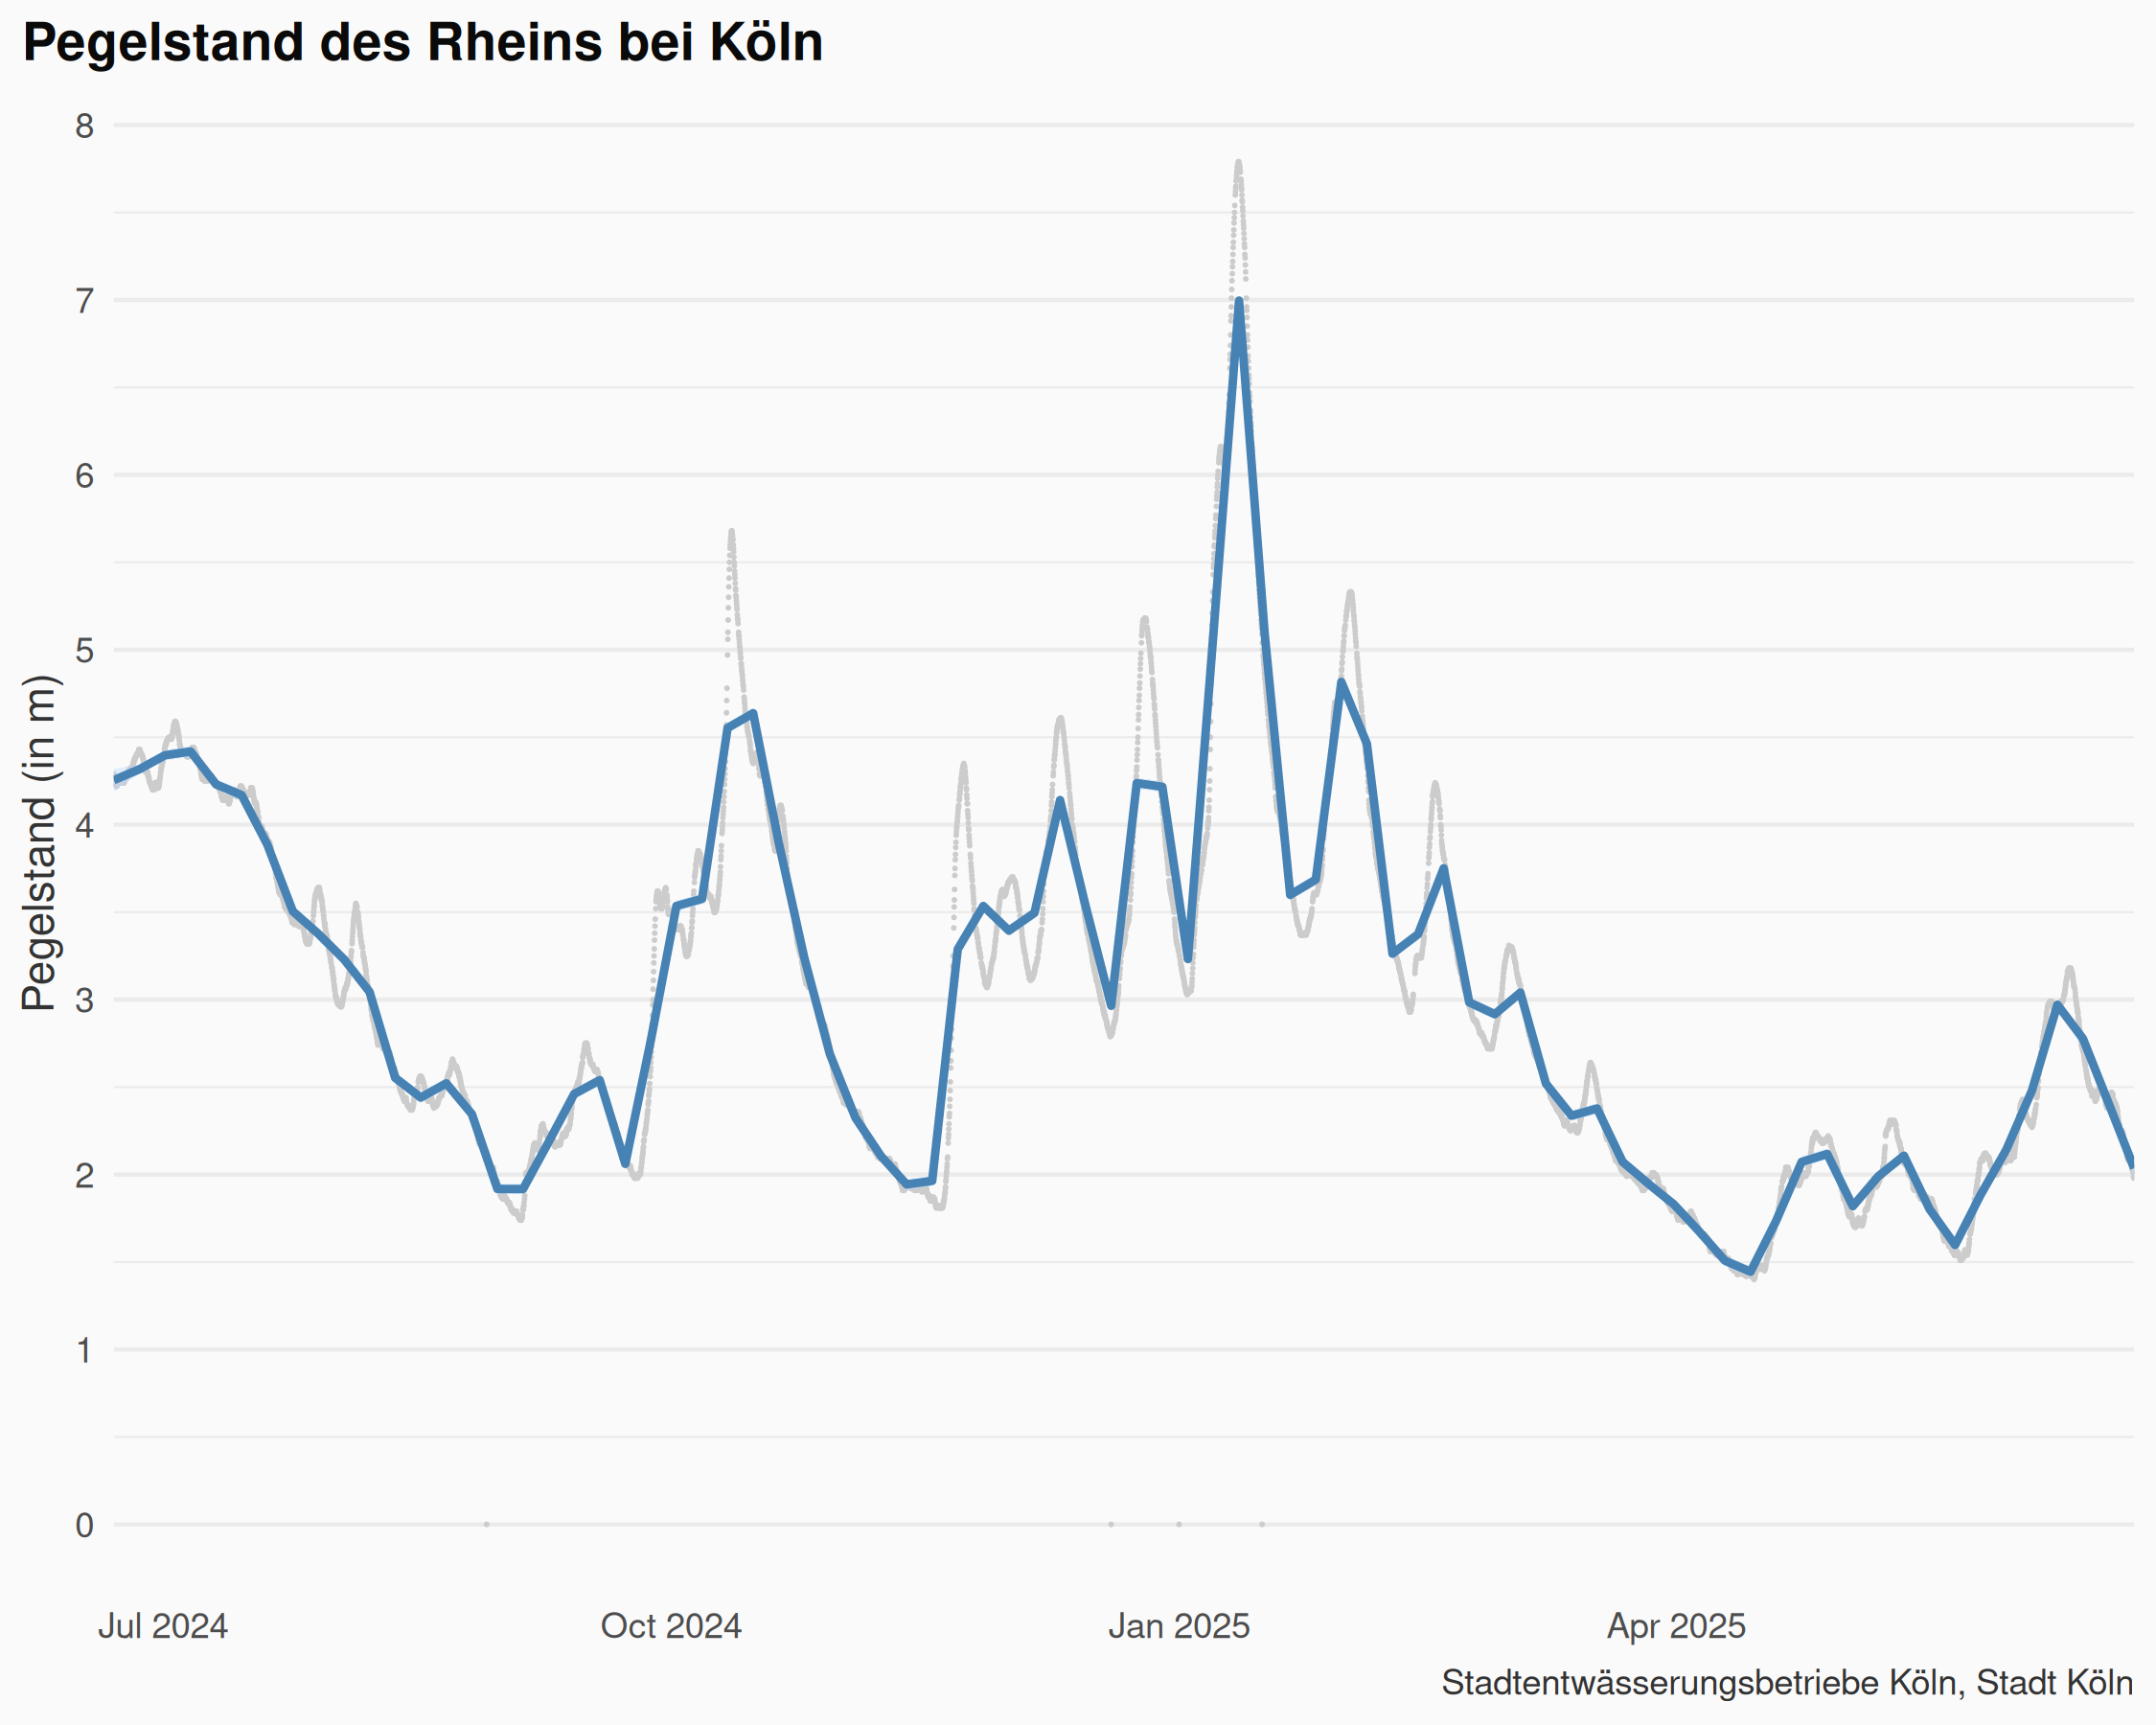 Pegelstand des Rheins bei Köln
Pegelstand (in m)
8
7
6
5
4
3
2
1
0
Jul 2024 Oct 2024 Jan 2025 Apr 2025
Stadtentwässerungsbetriebe Köln, Stadt Köln